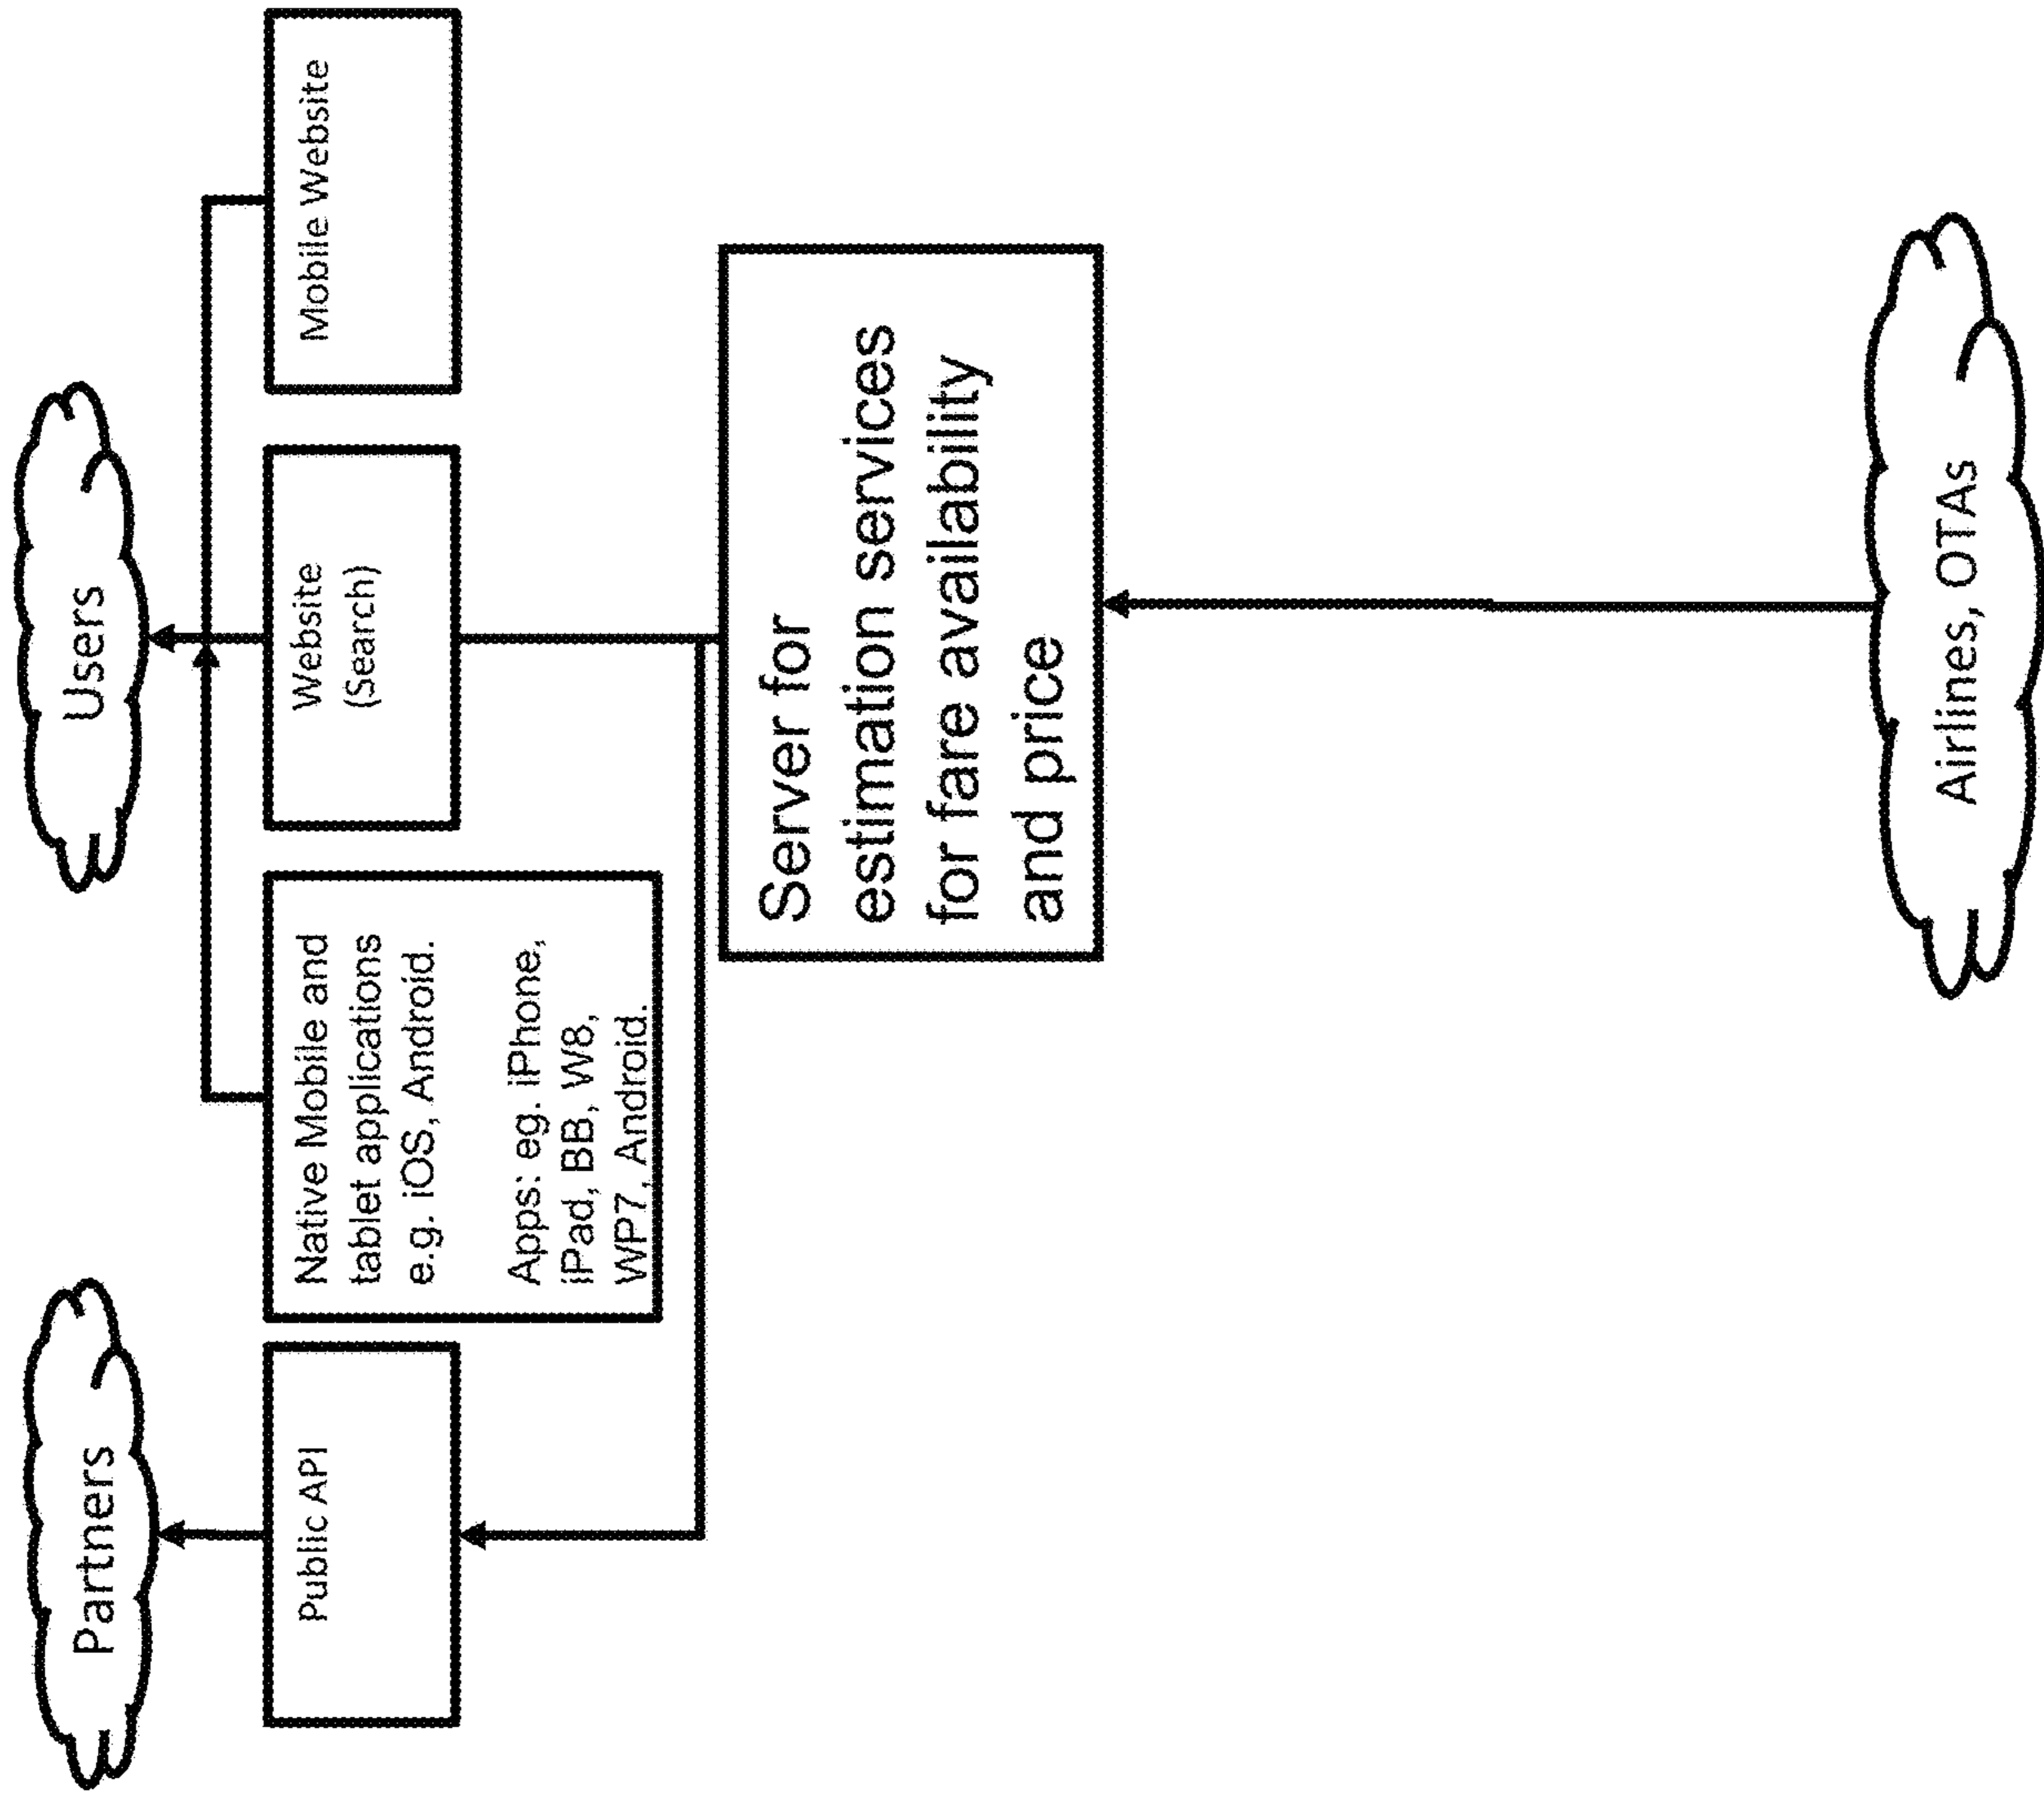 Partners
Users
Public API
Native Mobile and
tablet applications
e.g. iOS, Android.
Apps: eg. iPhone,
iPad, BB, W8,
WP7, Android.
Website
(Search)
Mobile Website
Server for
estimation services
for fare availability
and price
Airlines, OTAs